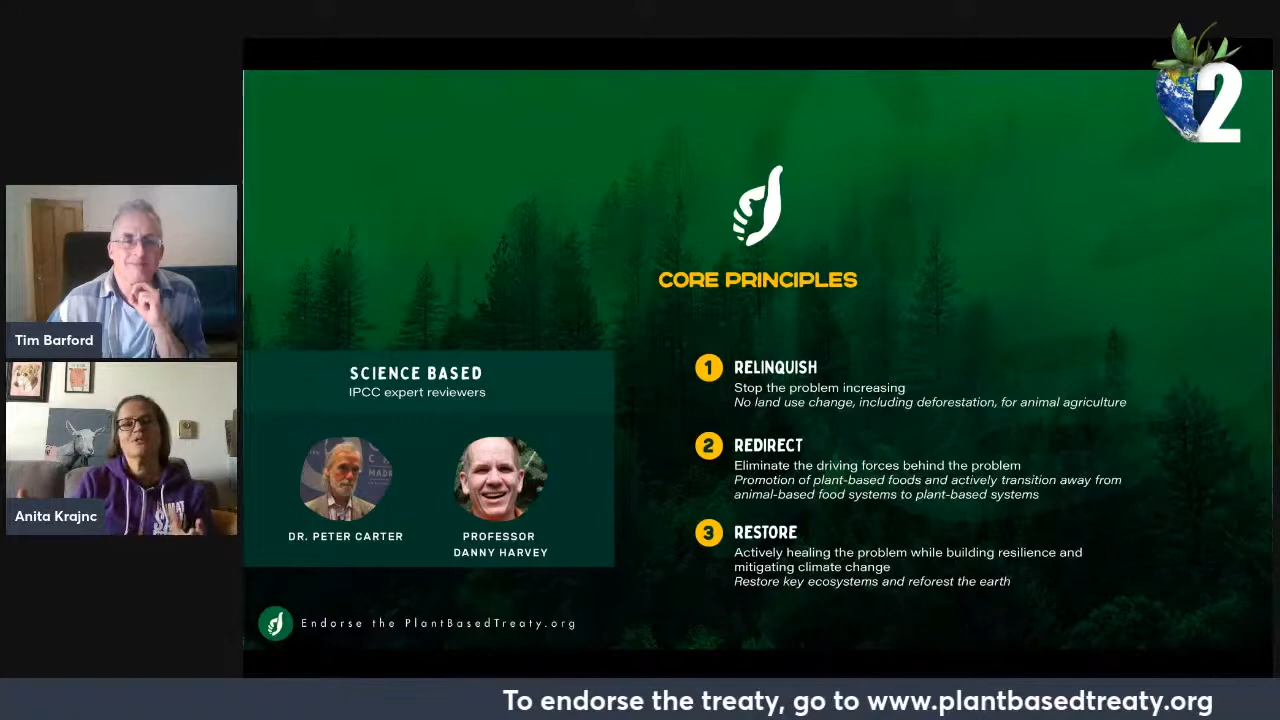 2
CORE PRINCIPLES
SCIENCE BASED
IPCC expert reviewers
DR. PETER CARTER
PROFESSOR
DANNY HARVEY
1 RELINQUISH
Stop the problem increasing
No land use change, including deforestation, for animal agriculture
2 REDIRECT
Eliminate the driving forces behind the problem
Promotion of plant-based foods and actively transition away from
animal-based food systems to plant-based systems
3 RESTORE
Actively healing the problem while building resilience and
mitigating climate change
Restore key ecosystems and reforest the earth
Endorse the PlantBasedTreaty.org
Tim Barford
Anita Krajnc
To endorse the treaty, go to www.plantbasedtreaty.org